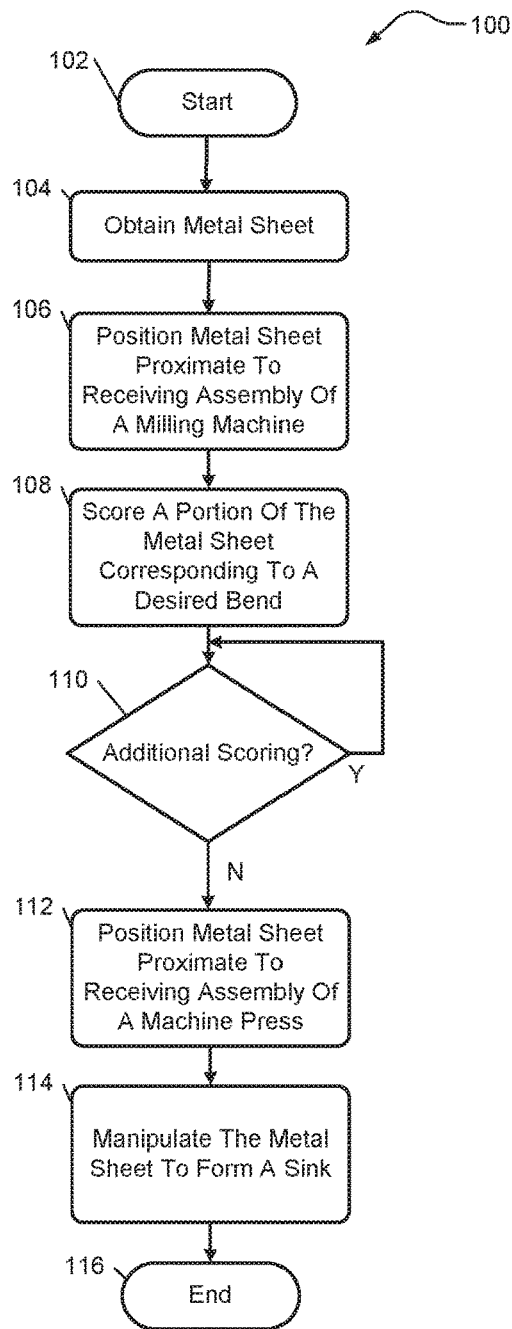 100
102
Start
104
Obtain Metal Sheet
106
Position Metal Sheet
Proximate To
Receiving Assembly Of
A Milling Machine
108
Score A Portion Of The
Metal Sheet
Corresponding To A
Desired Bend
110
Additional Scoring?
Y
N
112
Position Metal Sheet
Proximate To
Receiving Assembly Of
A Machine Press
114
Manipulate The Metal
Sheet To Form A Sink
116
End